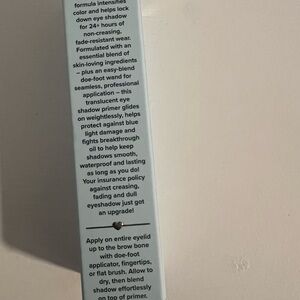 formula intensifies
color and helps lock
down eye shadow
for 24+ hours of
non-creasing,
fade-resistant wear.
Formulated with an
essential blend of
skin-loving ingredients
– plus an easy-blend
doe-foot wand for
seamless, professional
application – this
translucent eye
shadow primer glides
on weightlessly, helps
protect against blue
light damage and
fights breakthrough
oil to help keep
shadows smooth,
waterproof and lasting
as long as you do!
Your insurance policy
against creasing,
fading and dull
eyeshadow just got
an upgrade!
Apply on entire eyelid
up to the brow bone
with doe-foot
applicator, fingertips,
or flat brush. Allow to
dry, then blend
shadow effortlessly
on top of primer.